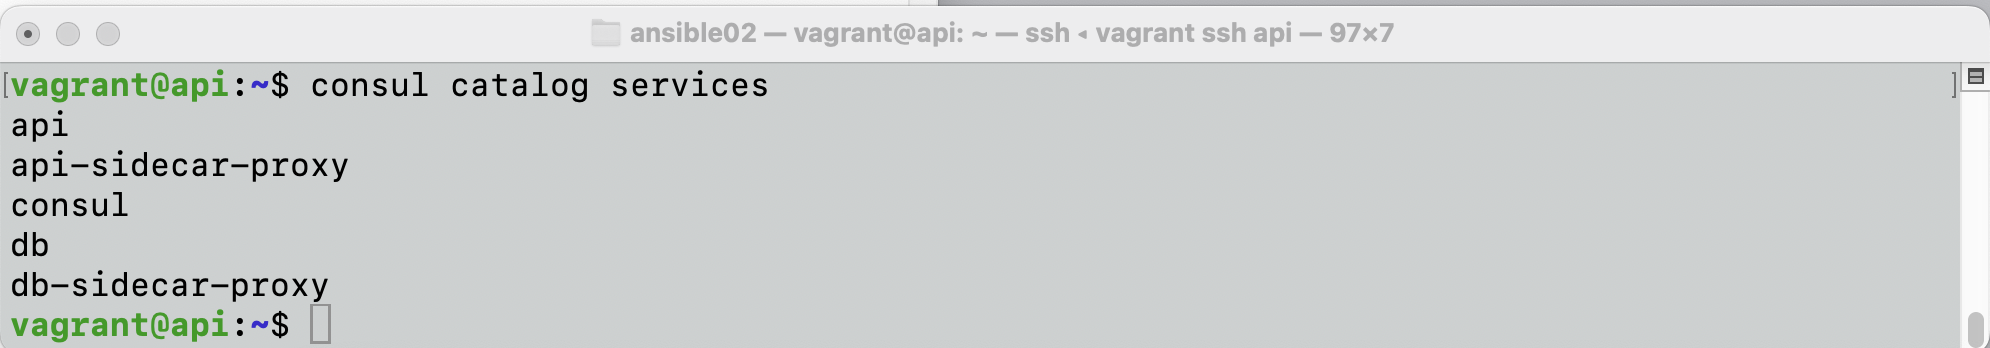 ansible02 — vagrant@api: ~ — ssh ◂ vagrant ssh api — 97×7
[vagrant@api:~$ consul catalog services ]
api
api-sidecar-proxy
consul
db
db-sidecar-proxy
vagrant@api:~$